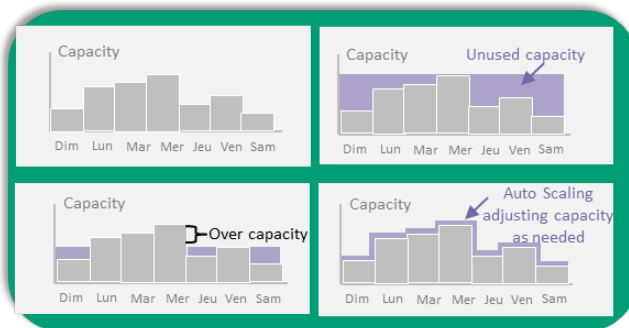 Capacity
Dim Lun Mar Mer Jeu Ven Sam
Capacity
Unused capacity
Dim Lun Mar Mer Jeu Ven Sam
Capacity
Over capacity
Dim Lun Mar Mer Jeu Ven Sam
Capacity
Auto Scaling
adjusting capacity
as needed
Dim Lun Mar Mer Jeu Ven Sam